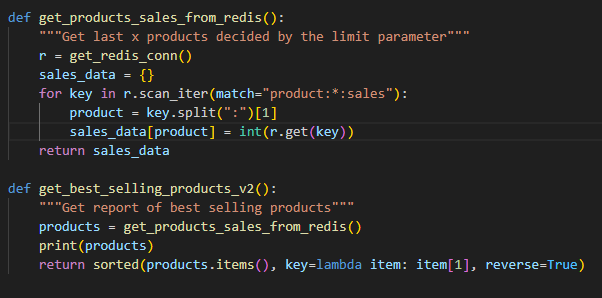 def get_products_sales_from_redis():
    """Get last x products decided by the limit parameter"""
    r = get_redis_conn()
    sales_data = {}
    for key in r.scan_iter(match="product:*:sales"):
        product = key.split(":")[1]
        sales_data[product] = int(r.get(key))
    return sales_data

def get_best_selling_products_v2():
    """Get report of best selling products"""
    products = get_products_sales_from_redis()
    print(products)
    return sorted(products.items(), key=lambda item: item[1], reverse=True)